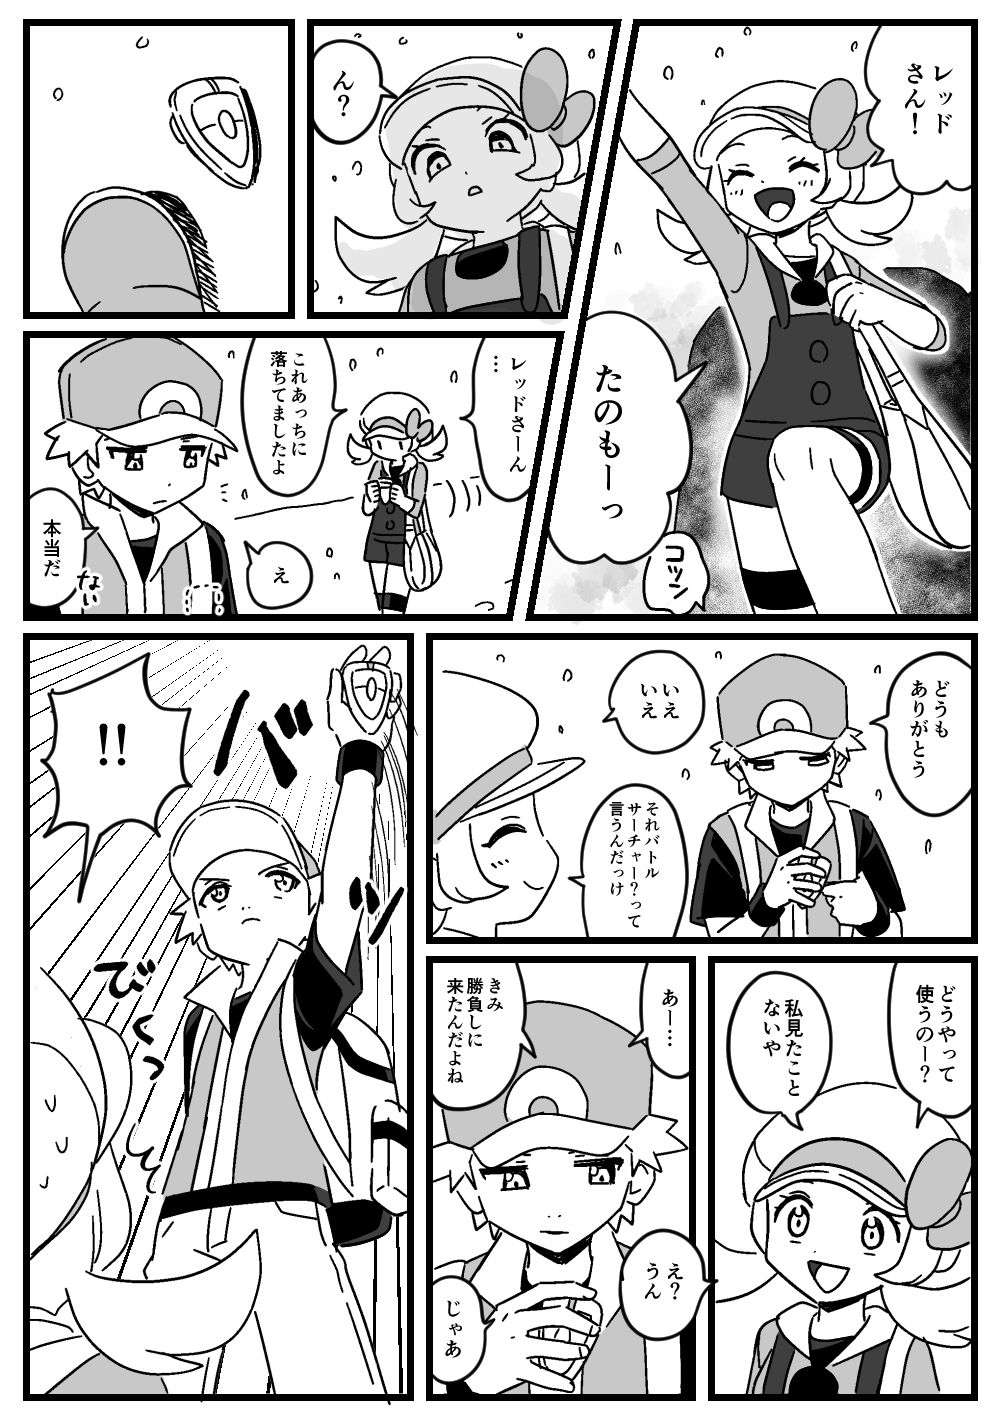 レッド
さん！
たのもーっ
コツン
ん？
レッドさーん
…
これあっちに
落ちてましたよ
え
本当だ
ない
どうも
ありがとう
いえ
いえ
それバトル
サーチャー？って
言うんだっけ
どうやって
使うのー？
私見たこと
ないや
あー…
きみ
勝負しに
来たんだよね
え？
うん
じゃあ
バッ
!!
びくっ